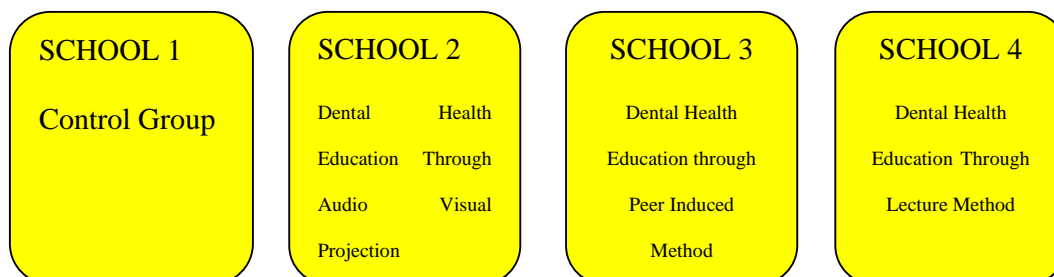 SCHOOL 1
Control Group
SCHOOL 2
Dental Health
Education Through
Audio Visual
Projection
SCHOOL 3
Dental Health
Education through
Peer Induced
Method
SCHOOL 4
Dental Health
Education Through
Lecture Method